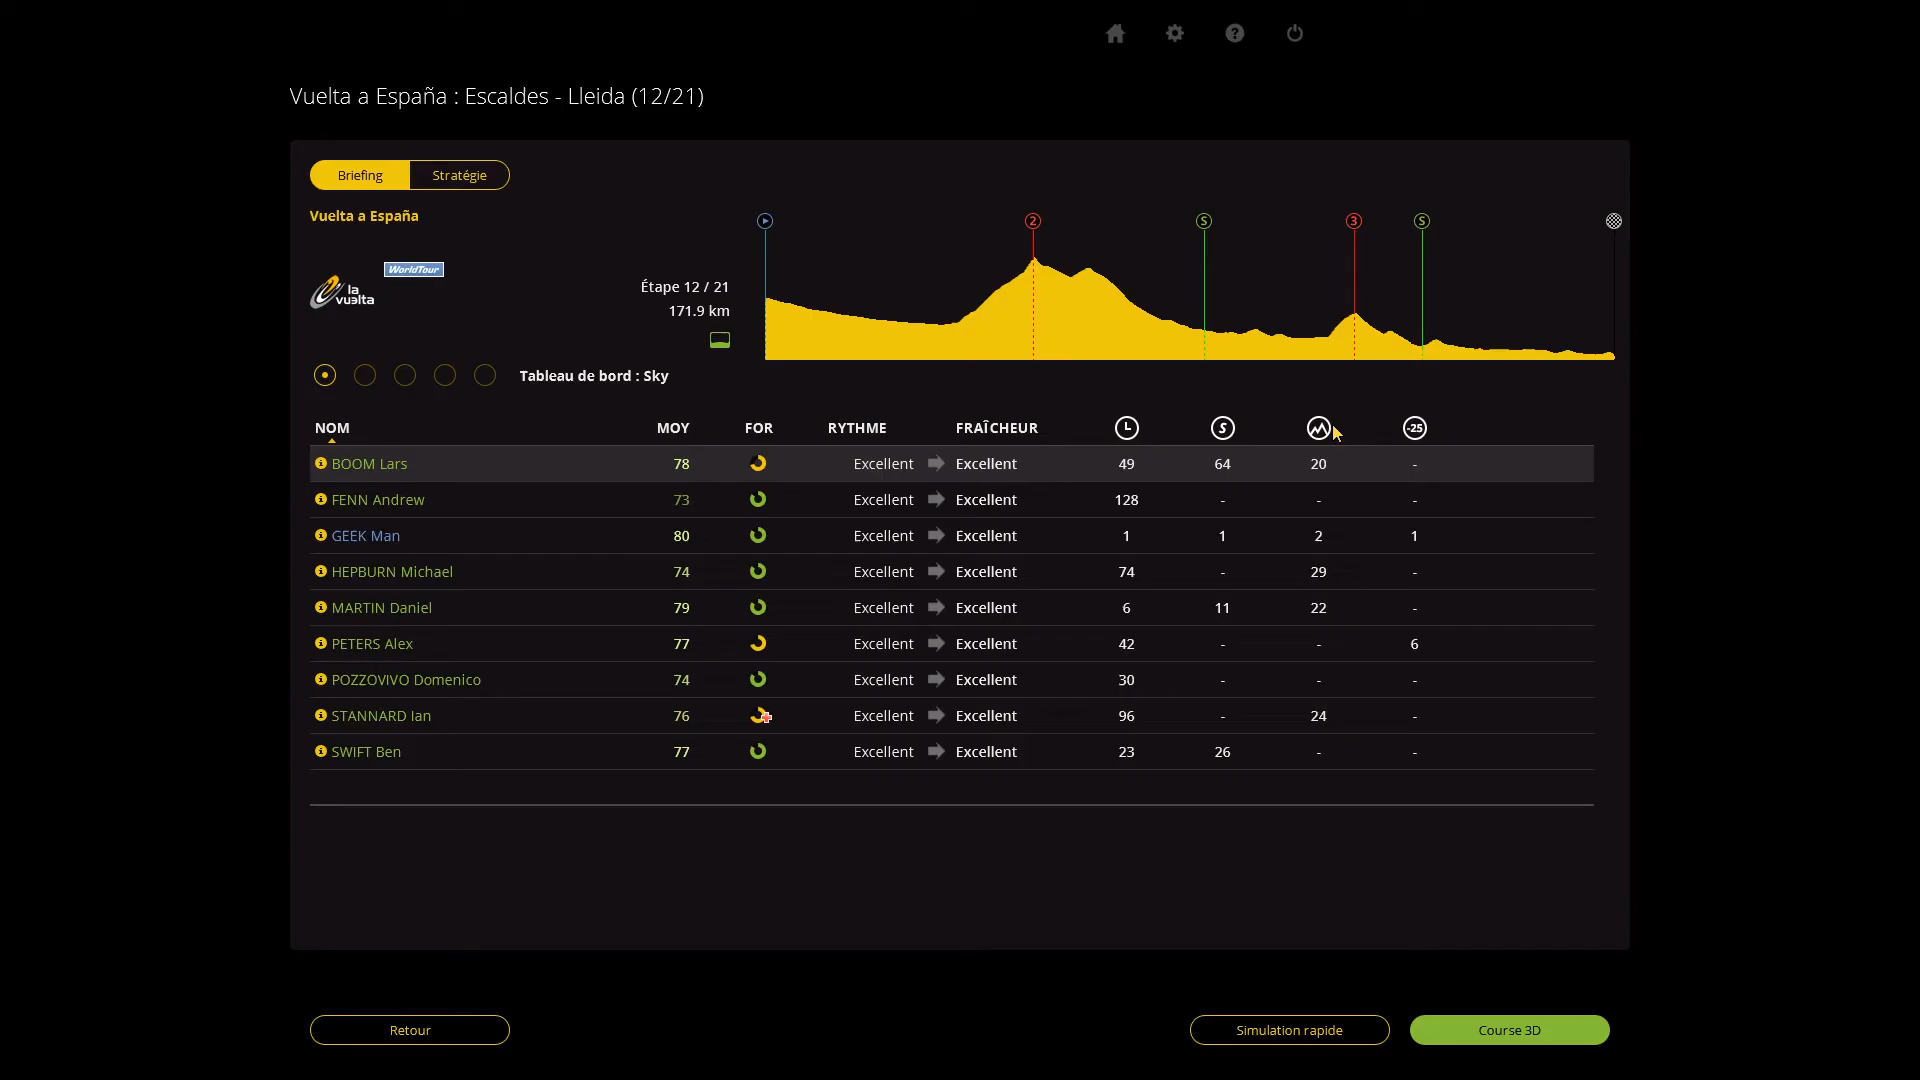 Vuelta a España : Escaldes - Lleida (12/21)
Briefing Stratégie
Vuelta a España
WorldTour
la vuelta
Étape 12 / 21
171.9 km
2 S 3 S
Tableau de bord : Sky
NOM MOY FOR RYTHME FRAÎCHEUR S -25
BOOM Lars 78 Excellent Excellent 49 64 20 -
FENN Andrew 73 Excellent Excellent 128 - - -
GEEK Man 80 Excellent Excellent 1 1 2 1
HEPBURN Michael 74 Excellent Excellent 74 - 29 -
MARTIN Daniel 79 Excellent Excellent 6 11 22 -
PETERS Alex 77 Excellent Excellent 42 - - 6
POZZOVIVO Domenico 74 Excellent Excellent 30 - - -
STANNARD Ian 76 Excellent Excellent 96 - 24 -
SWIFT Ben 77 Excellent Excellent 23 26 - -
Retour Simulation rapide Course 3D